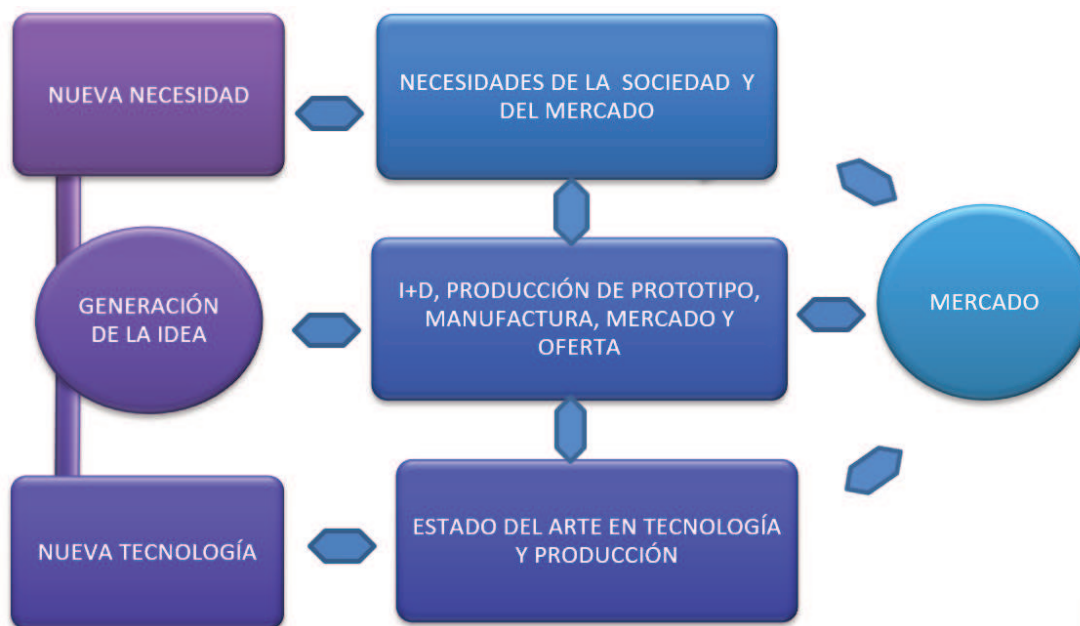 NUEVA NECESIDAD
NECESIDADES DE LA SOCIEDAD Y
DEL MERCADO
GENERACIÓN
DE LA IDEA
I+D, PRODUCCIÓN DE PROTOTIPO,
MANUFACTURA, MERCADO Y
OFERTA
MERCADO
NUEVA TECNOLOGÍA
ESTADO DEL ARTE EN TECNOLOGÍA
Y PRODUCCIÓN